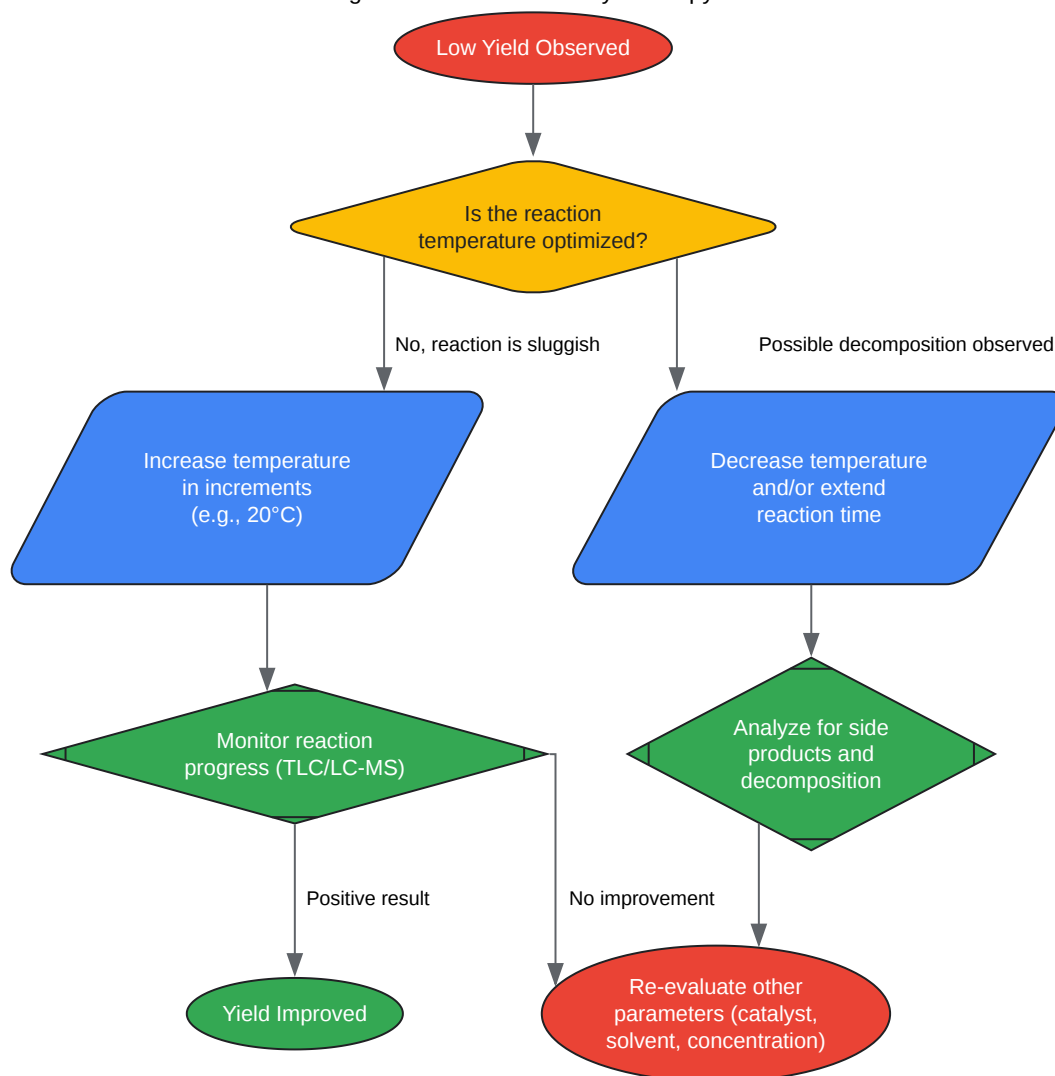 Low Yield Observed
Is the reaction
temperature optimized?
No, reaction is sluggish
Possible decomposition observed
Increase temperature
in increments
(e.g., 20°C)
Decrease temperature
and/or extend
reaction time
Monitor reaction
progress (TLC/LC-MS)
Analyze for side
products and
decomposition
Positive result
No improvement
Yield Improved
Re-evaluate other
parameters (catalyst,
solvent, concentration)